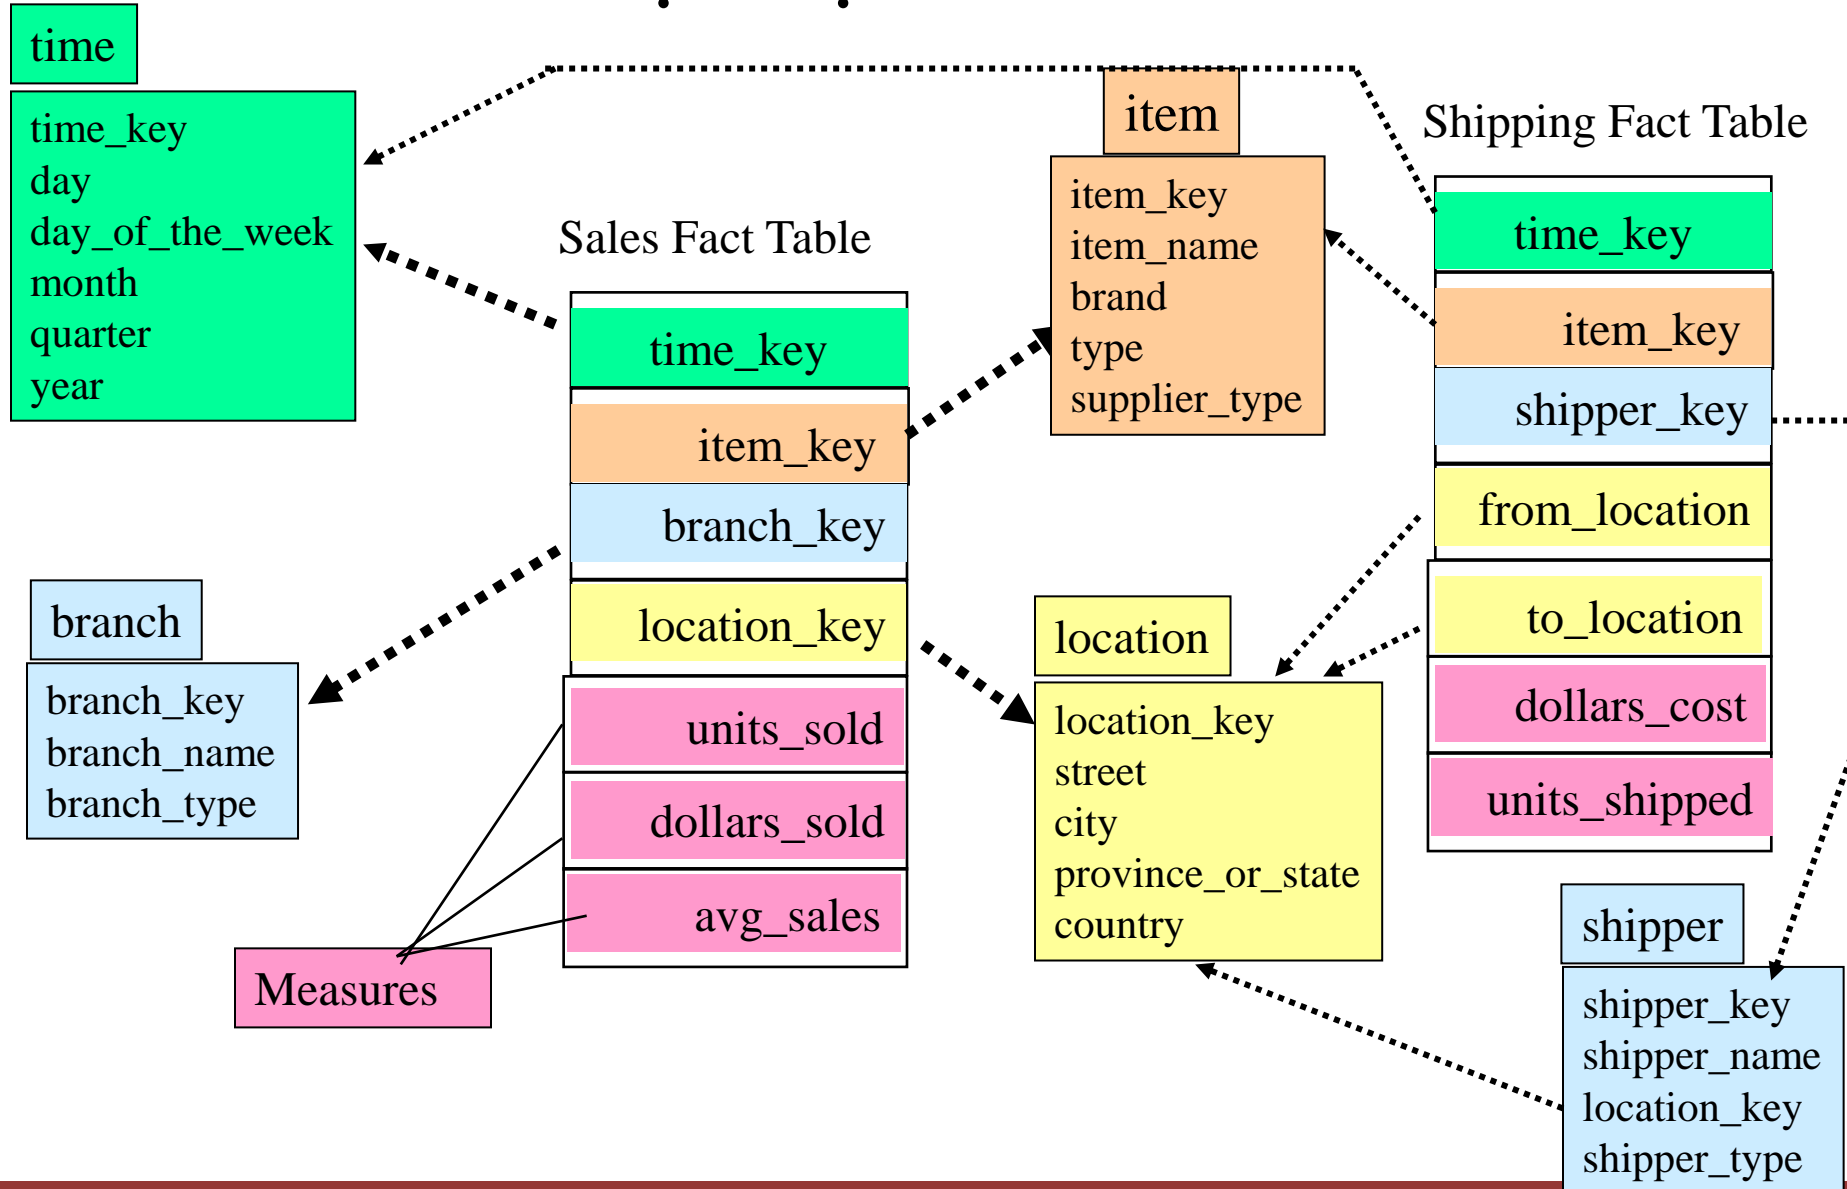 time
time_key
day
day_of_the_week
month
quarter
year
Sales Fact Table
time_key
item_key
branch_key
location_key
units_sold
dollars_sold
avg_sales
Measures
branch
branch_key
branch_name
branch_type
item
item_key
item_name
brand
type
supplier_type
location
location_key
street
city
province_or_state
country
Shipping Fact Table
time_key
item_key
shipper_key
from_location
to_location
dollars_cost
units_shipped
shipper
shipper_key
shipper_name
location_key
shipper_type